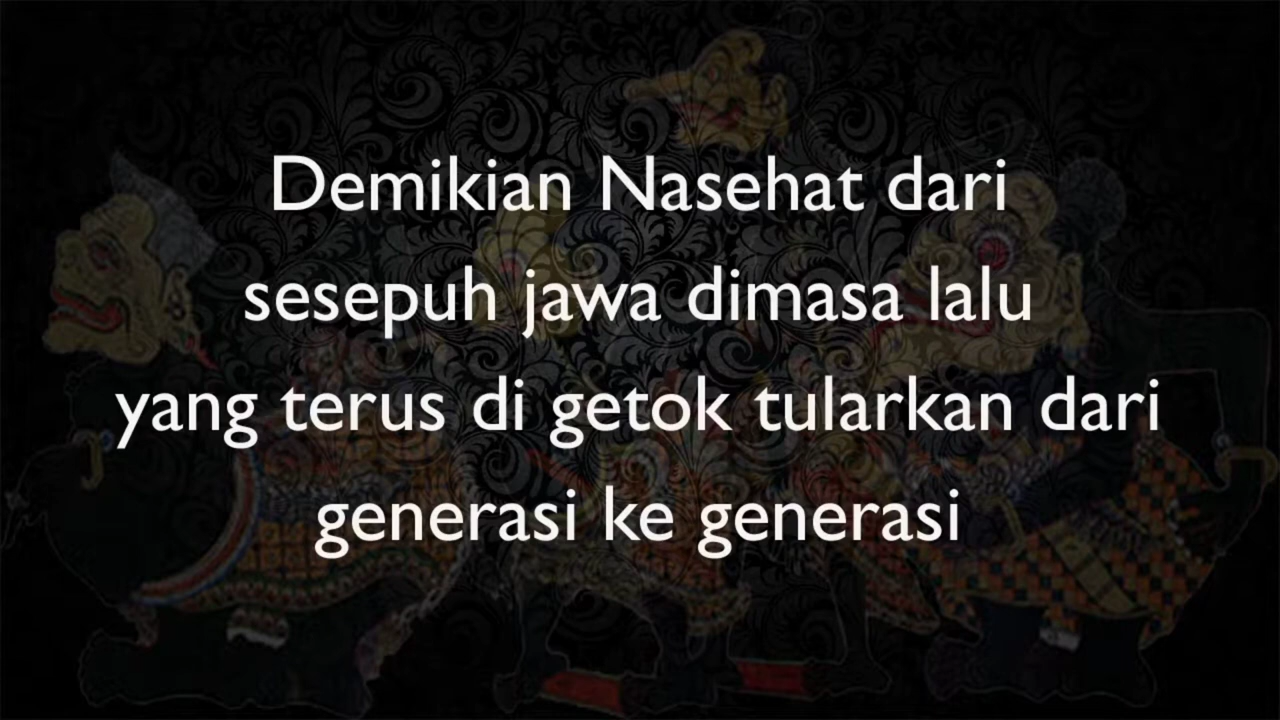 Demikian Nasehat dari
sesepuh jawa dimasa lalu
yang terus di getok tularkan dari
generasi ke generasi